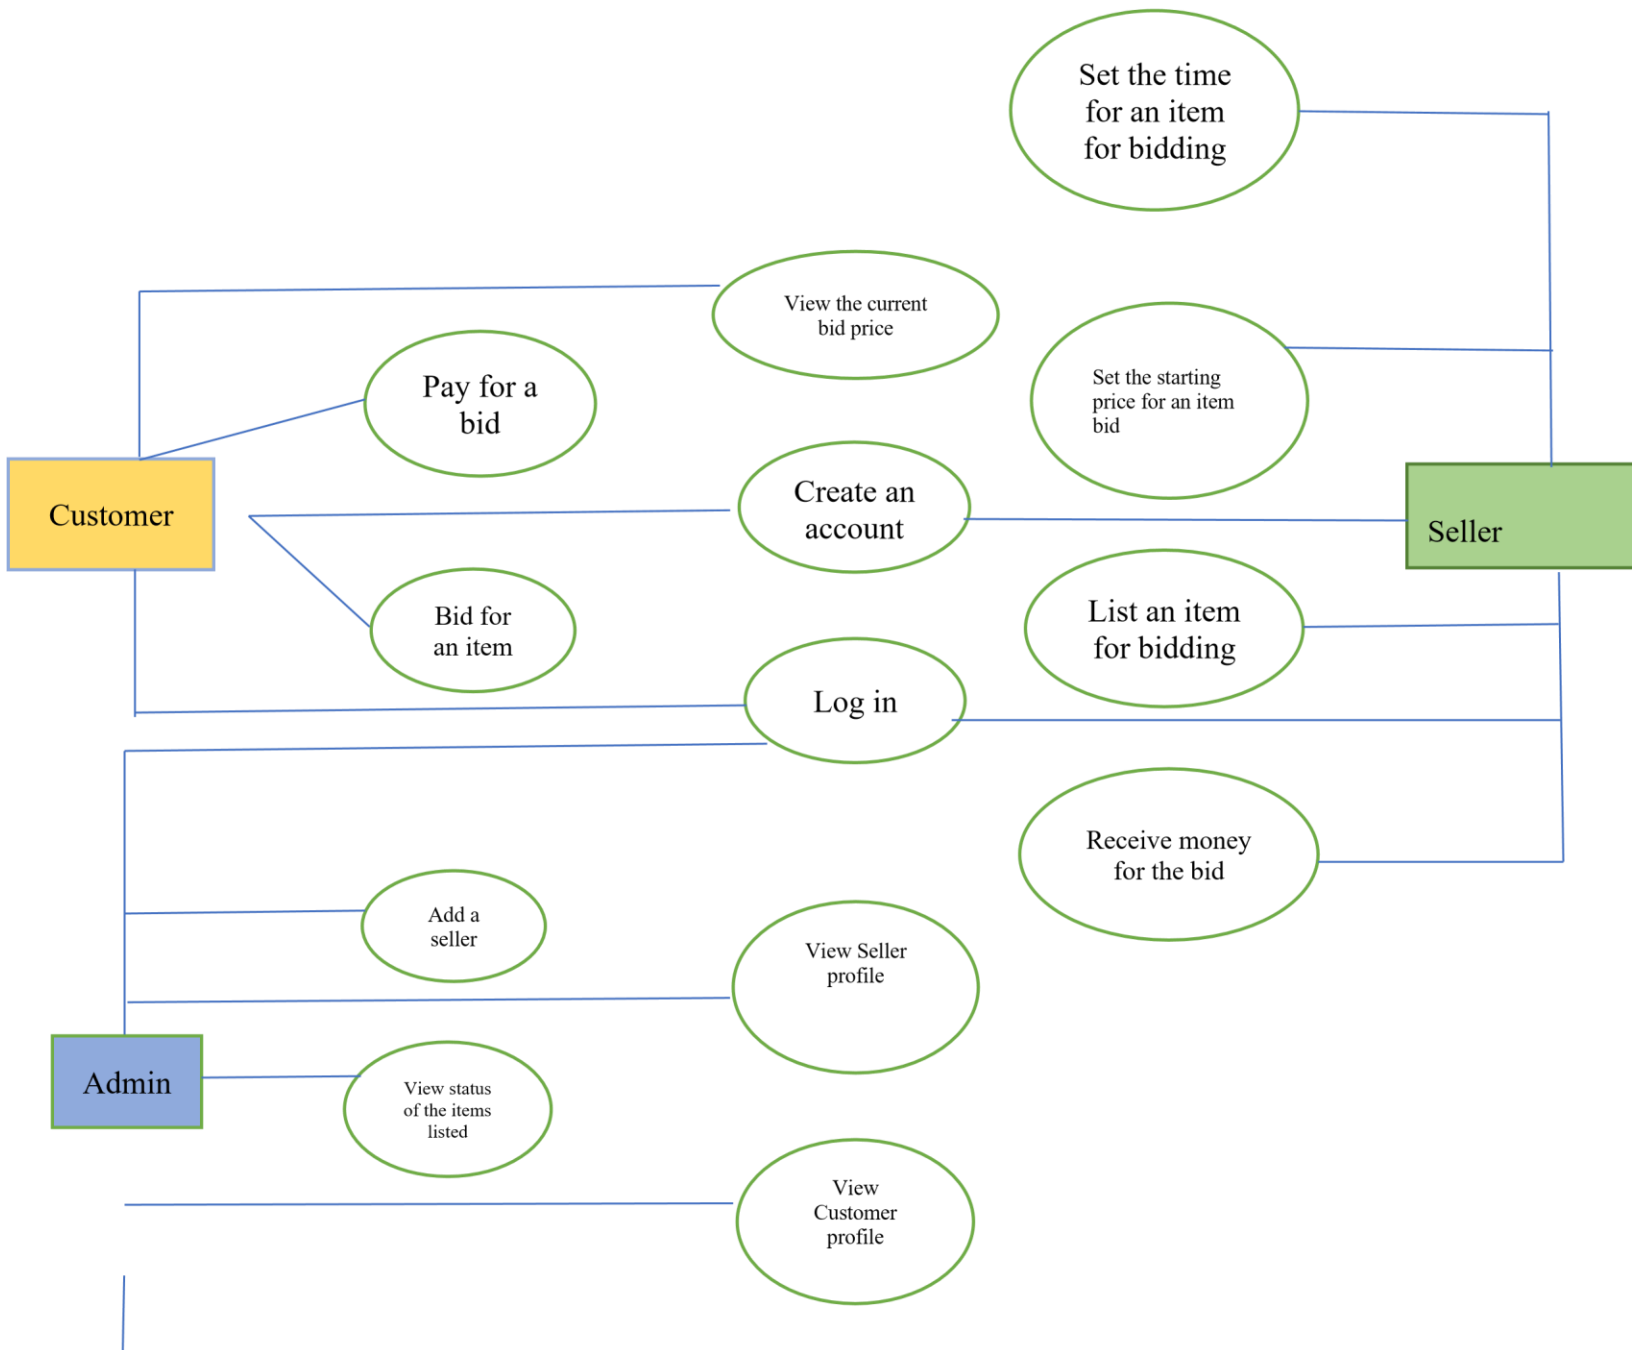 Set the time
for an item
for bidding
View the current
bid price
Pay for a
bid
Set the starting
price for an item
bid
Customer
Create an
account
Seller
Bid for
an item
List an item
for bidding
Log in
Receive money
for the bid
Add a
seller
View Seller
profile
Admin
View status
of the items
listed
View
Customer
profile